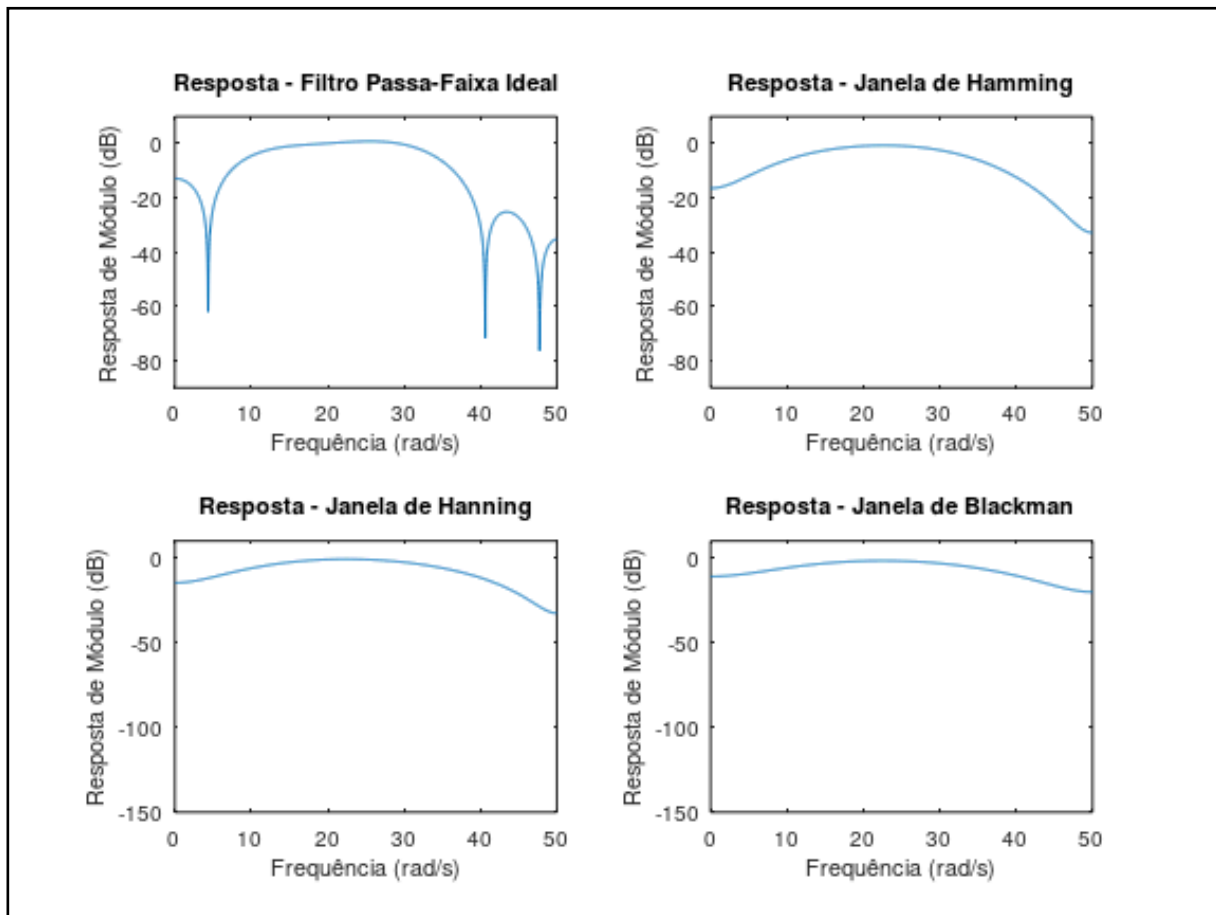 Resposta - Filtro Passa-Faixa Ideal
Resposta de Módulo (dB)
0
-20
-40
-60
-80
0 10 20 30 40 50
Frequência (rad/s)
Resposta - Janela de Hamming
Resposta de Módulo (dB)
0
-20
-40
-60
-80
0 10 20 30 40 50
Frequência (rad/s)
Resposta - Janela de Hanning
Resposta de Módulo (dB)
0
-50
-100
-150
0 10 20 30 40 50
Frequência (rad/s)
Resposta - Janela de Blackman
Resposta de Módulo (dB)
0
-50
-100
-150
0 10 20 30 40 50
Frequência (rad/s)